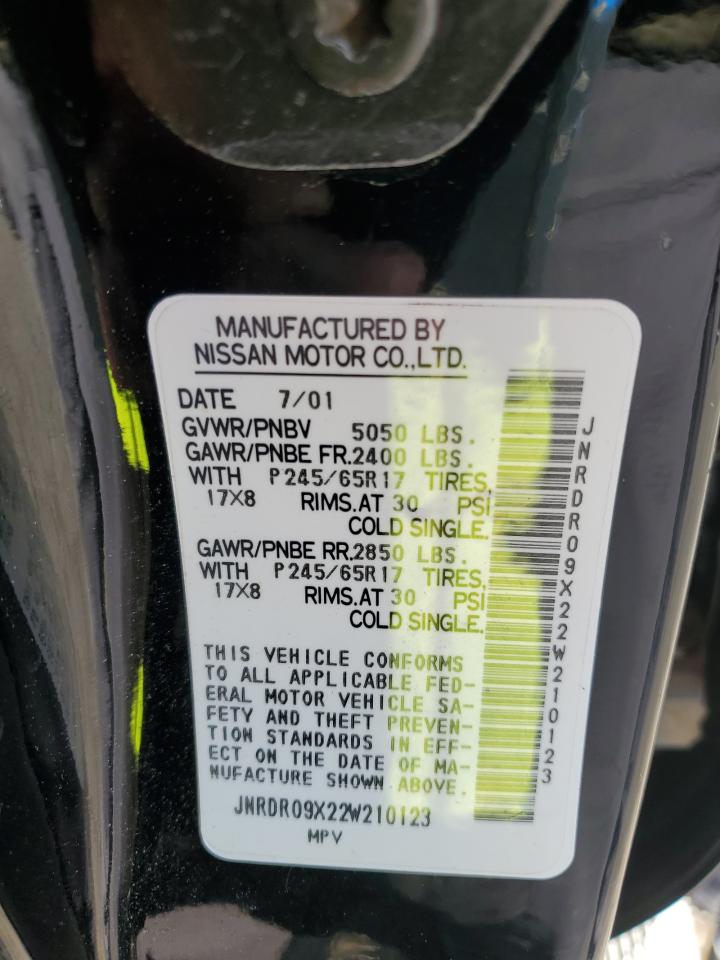 MANUFACTURED BY
NISSAN MOTOR CO.,LTD.
DATE 7/01
GVWR/PNBV 5050 LBS.
GAWR/PNBE FR.2400 LBS.
WITH P245/65R17 TIRES,
17X8 RIMS.AT 30 PSI
COLD SINGLE.
GAWR/PNBE RR.2850 LBS.
WITH P245/65R17 TIRES,
17X8 RIMS.AT 30 PSI
COLD SINGLE.
THIS VEHICLE CONFORMS
TO ALL APPLICABLE FED-
ERAL MOTOR VEHICLE SA-
FETY AND THEFT PREVEN-
TION STANDARDS IN EFF-
ECT ON THE DATE OF MA-
NUFACTURE SHOWN ABOVE.
JNRDR09X22W210123
MPV
JNRDR09X22W210123